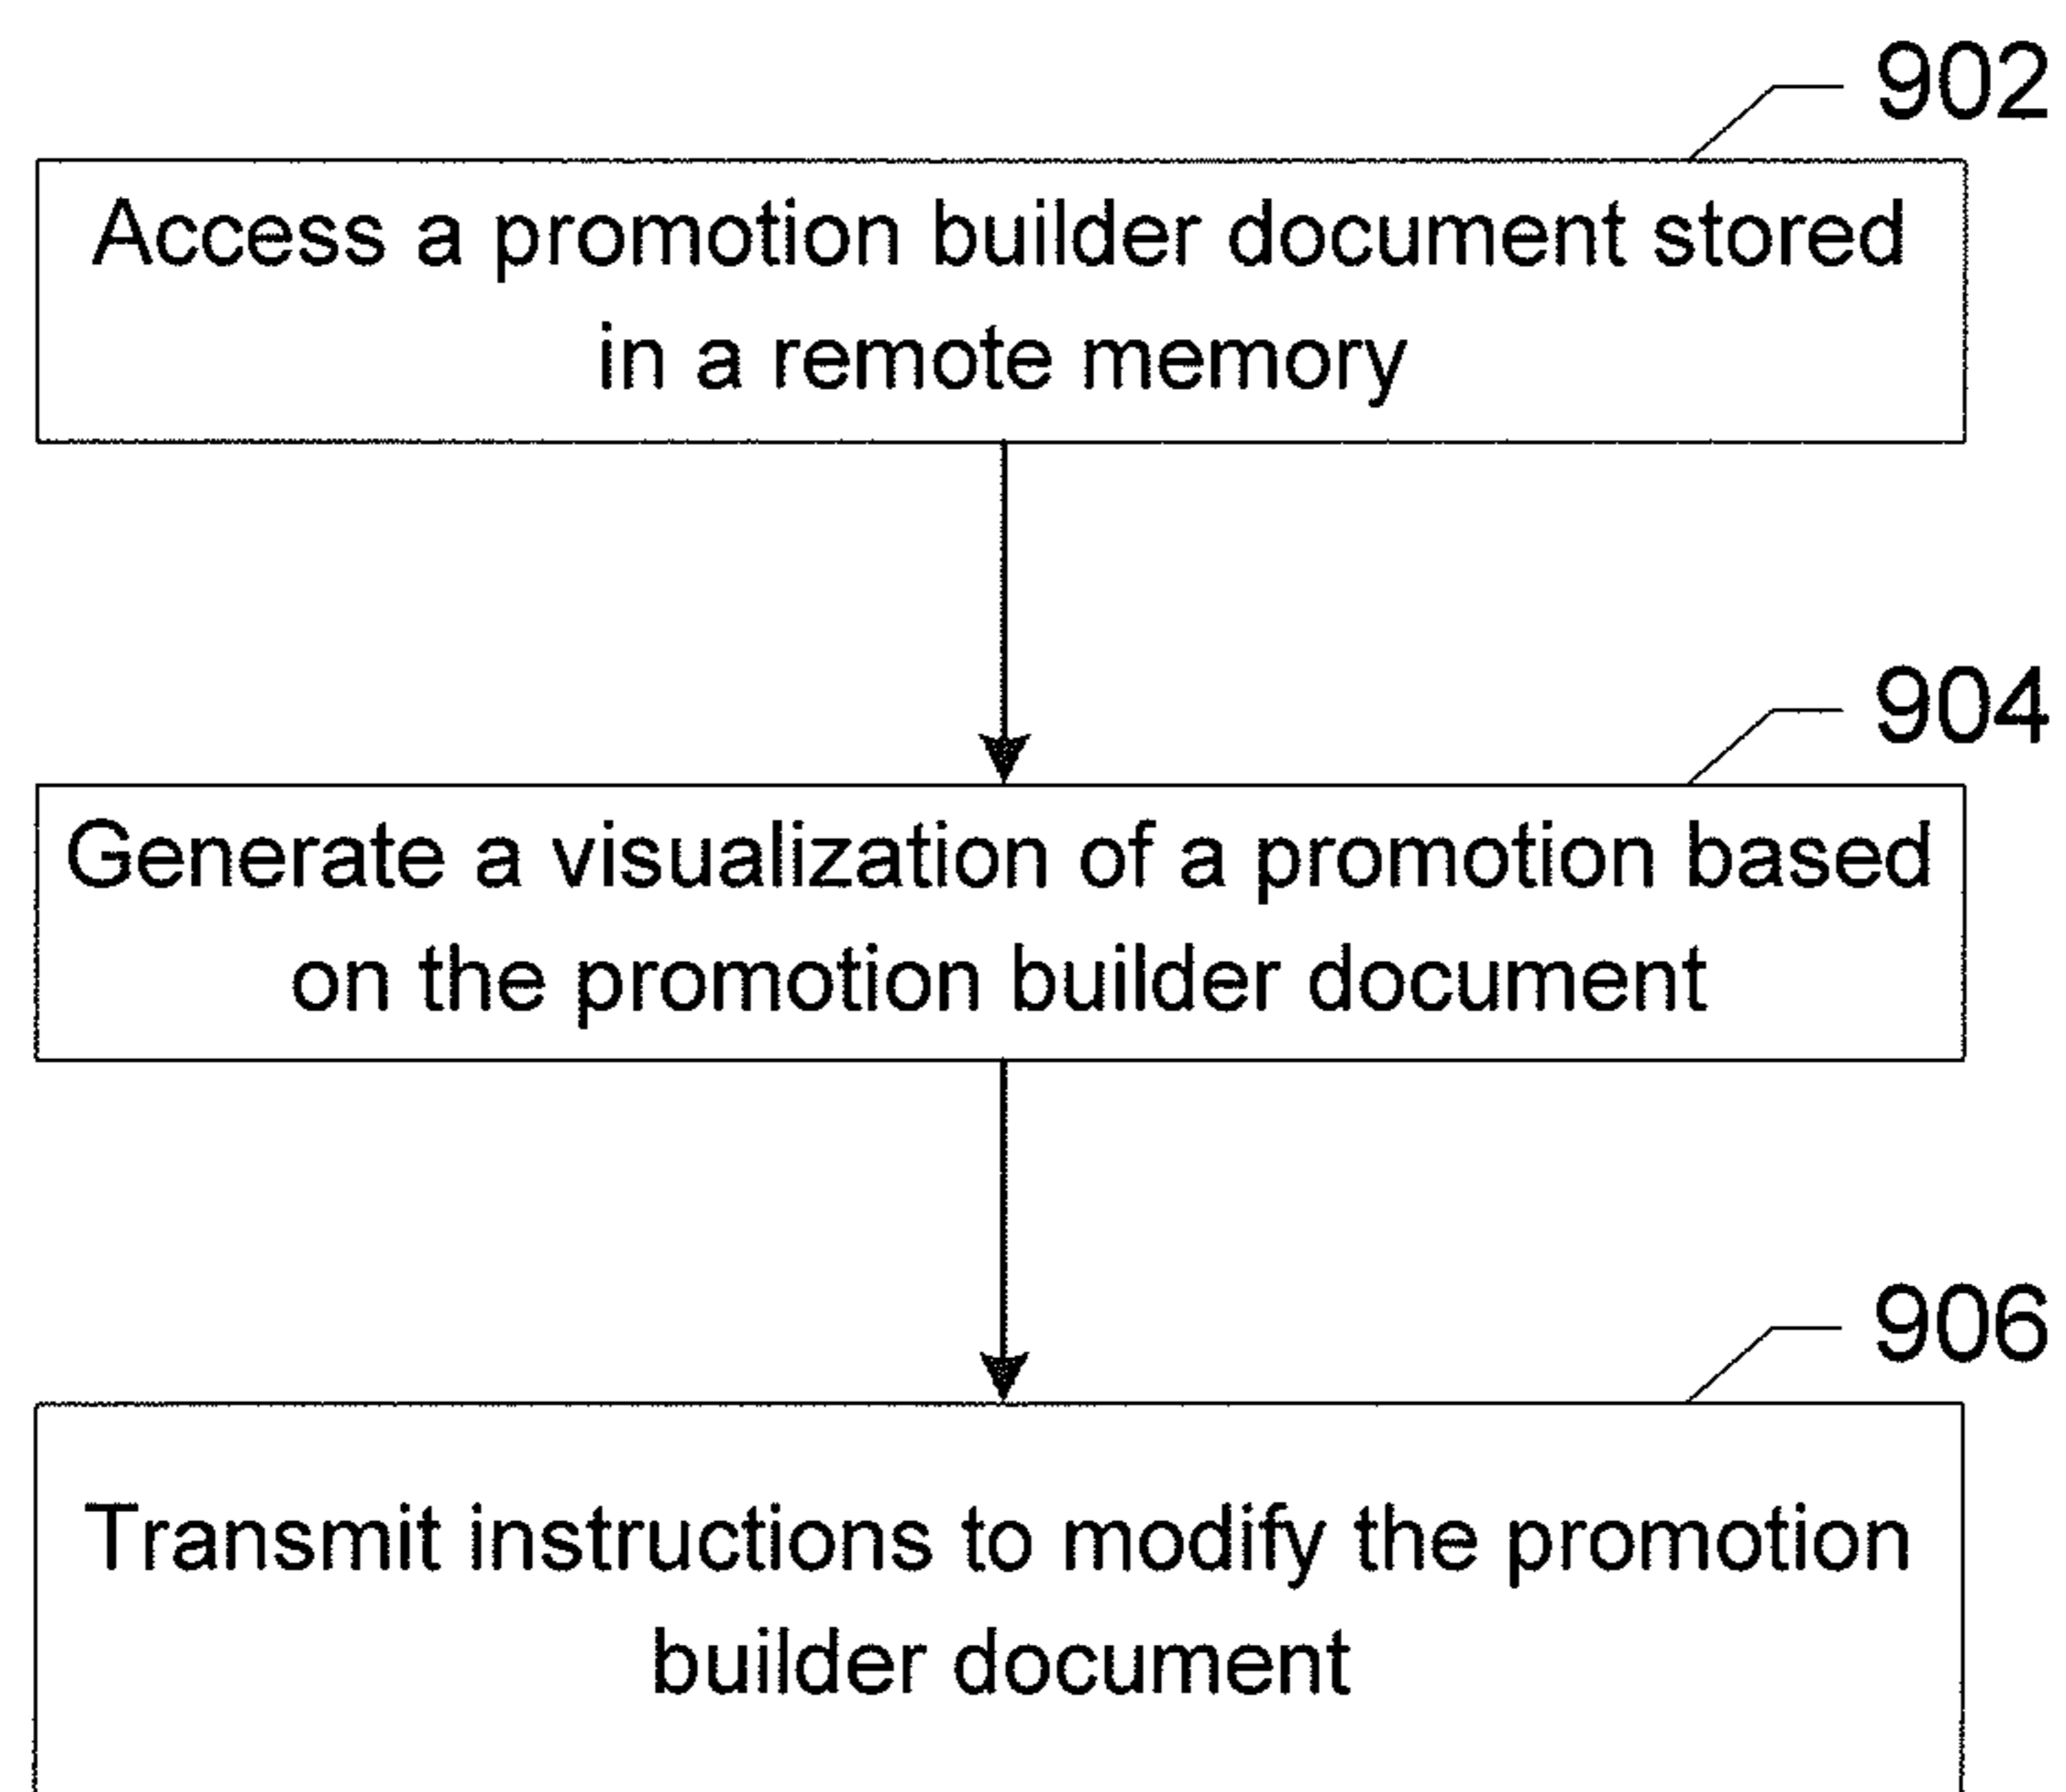 902
Access a promotion builder document stored
in a remote memory
904
Generate a visualization of a promotion based
on the promotion builder document
906
Transmit instructions to modify the promotion
builder document